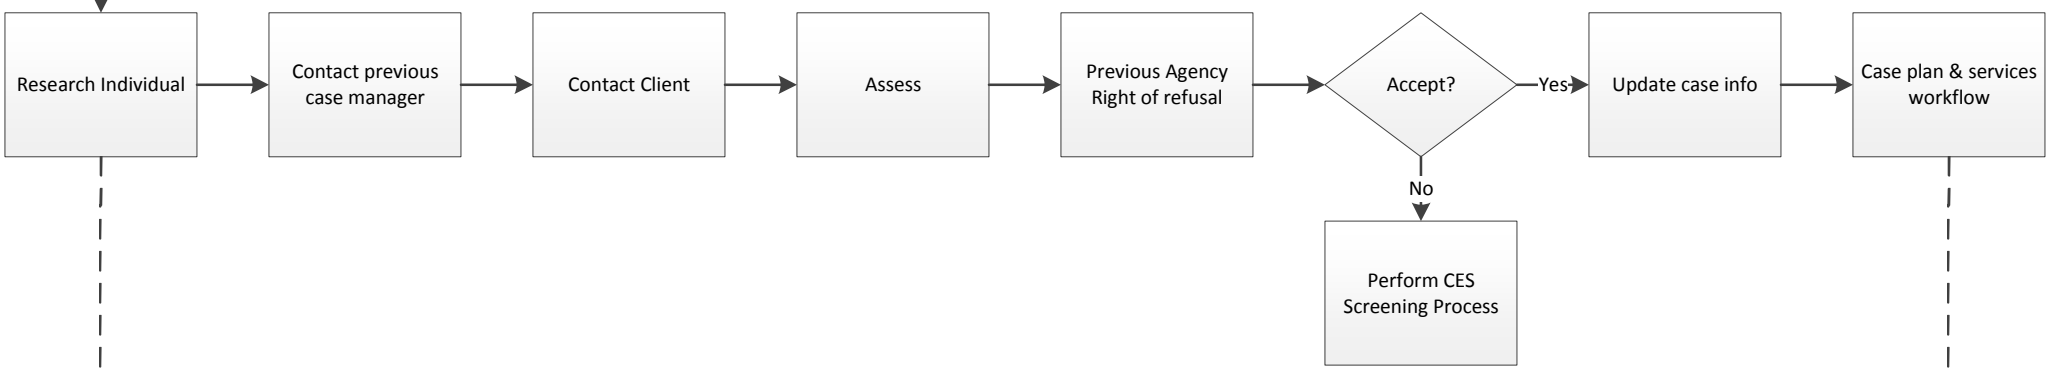 Research Individual
Contact previous
case manager
Contact Client
Assess
Previous Agency
Right of refusal
Accept?
Yes
Update case info
Case plan & services
workflow
No
Perform CES
Screening Process